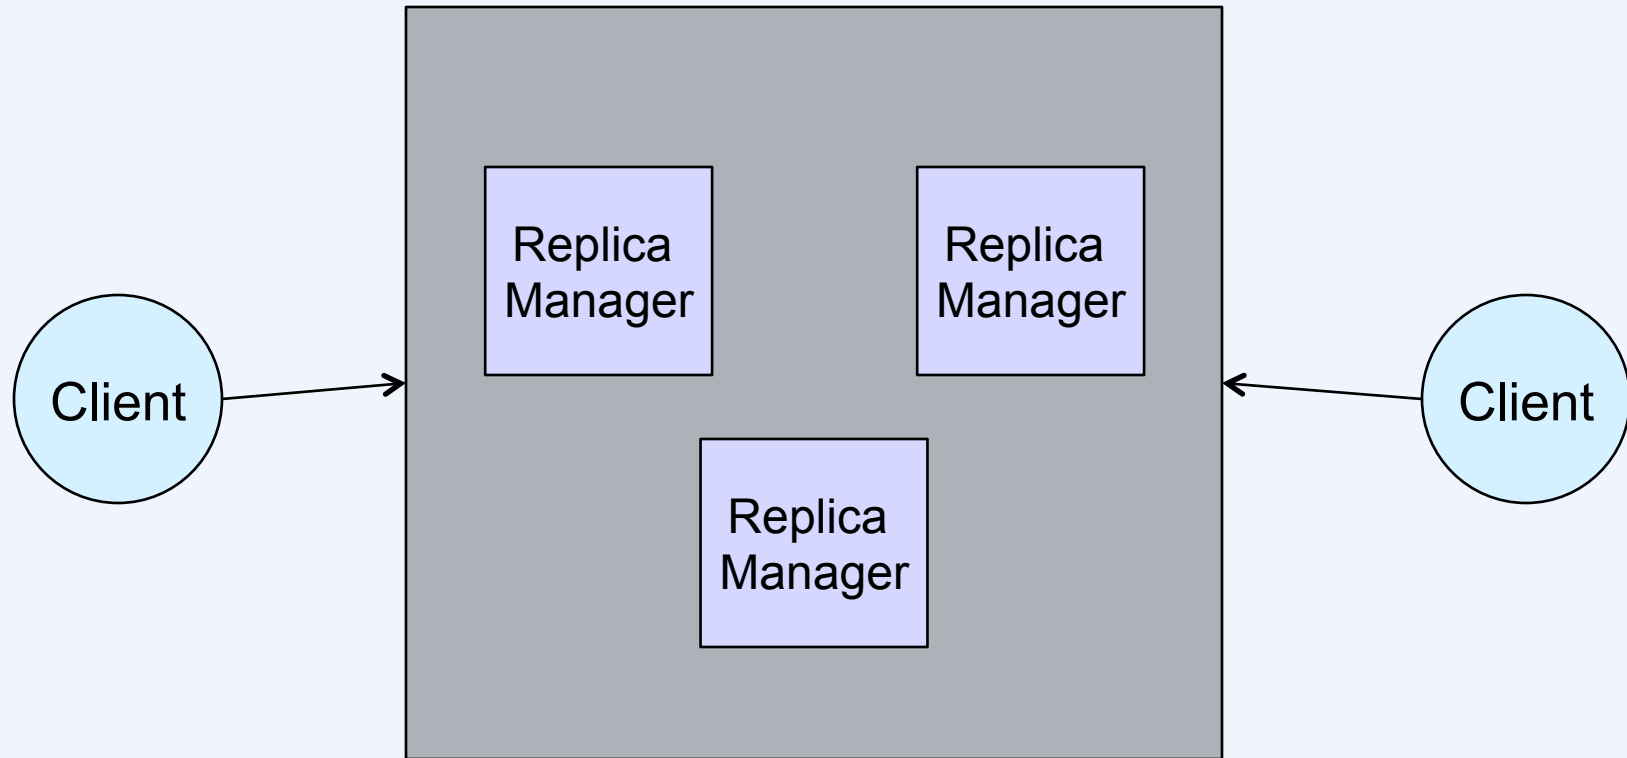 Replica
Manager
Replica
Manager
Client
Client
Replica
Manager